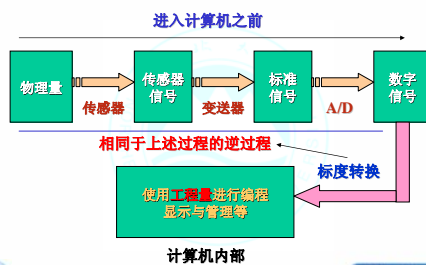 进入计算机之前
物理量
传感器
传感器
信号
变送器
标准
信号
A/D
数字
信号
相同于上述过程的逆过程
标度转换
使用工程量进行编程
显示与管理等
计算机内部